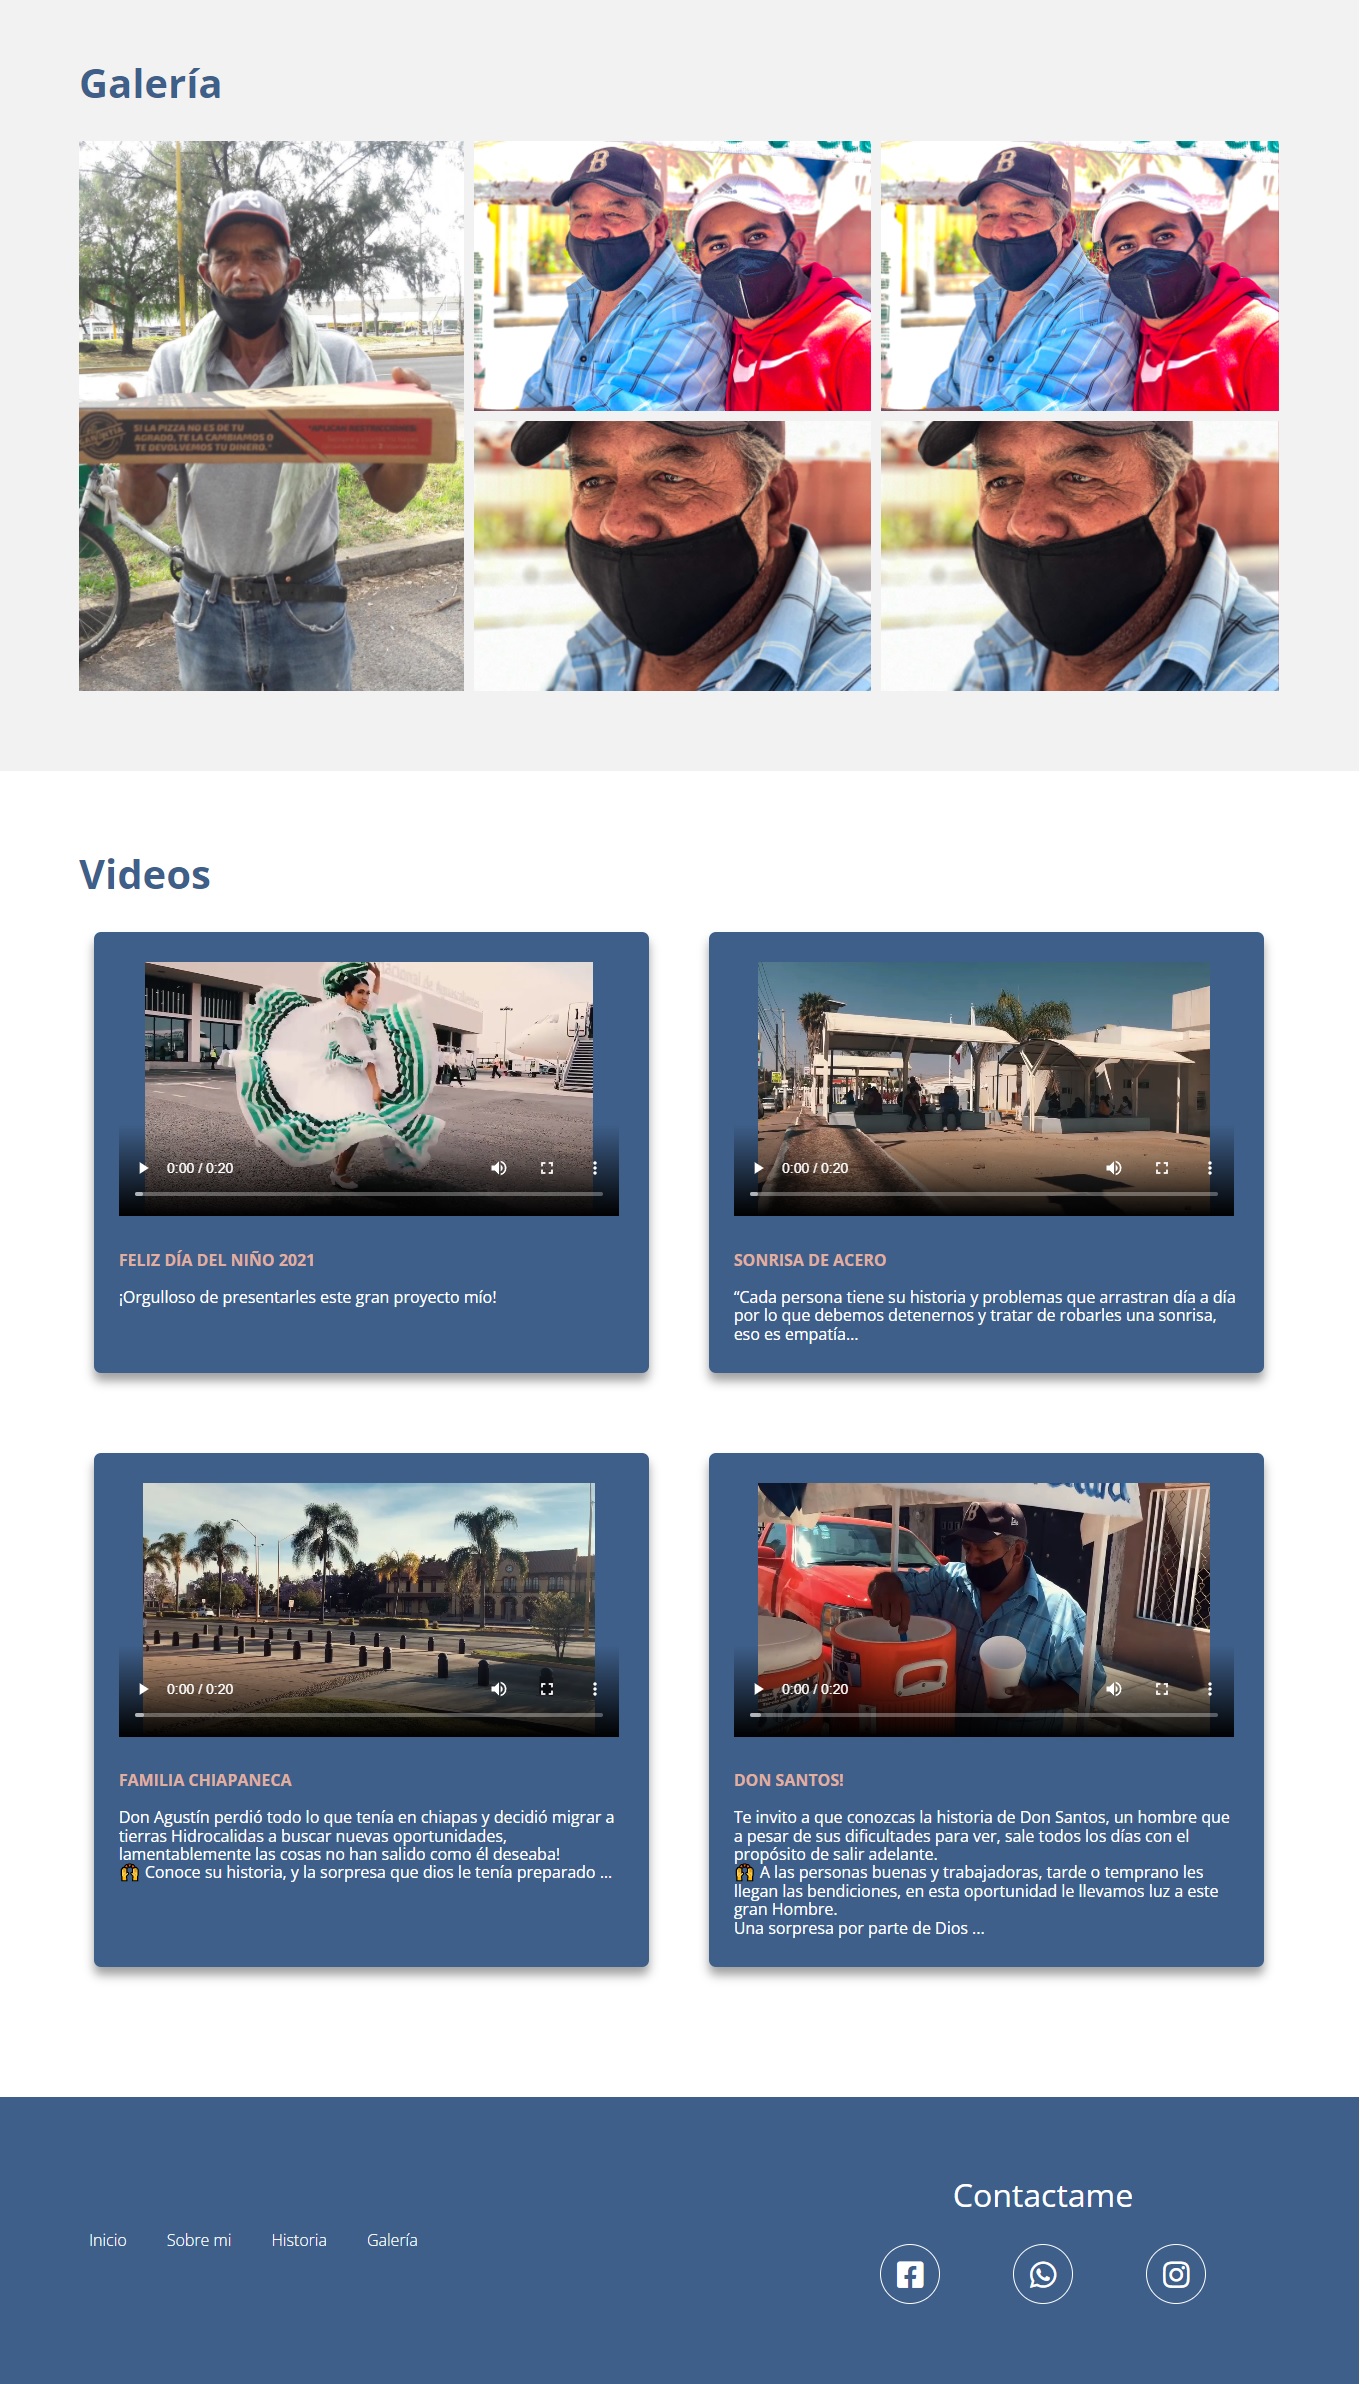 Galería
A
SI LA PIZZA NO ES DE TU
AGRADO, TE LA CAMBIAMOS O
TE DEVOLVEMOS TU DINERO."
"APLICAN RESTRICCIONES.
B
B
Videos
0:00 / 0:20
0:00 / 0:20
FELIZ DÍA DEL NIÑO 2021
¡Orgulloso de presentarles este gran proyecto mío!
SONRISA DE ACERO
“Cada persona tiene su historia y problemas que arrastran día a día
por lo que debemos detenernos y tratar de robarles una sonrisa,
eso es empatía...
B
0:00 / 0:20
0:00 / 0:20
FAMILIA CHIAPANECA
Don Agustín perdió todo lo que tenía en chiapas y decidió migrar a
tierras Hidrocalidas a buscar nuevas oportunidades,
lamentablemente las cosas no han salido como él deseaba!
🙌 Conoce su historia, y la sorpresa que dios le tenía preparado ...
DON SANTOS!
Te invito a que conozcas la historia de Don Santos, un hombre que
a pesar de sus dificultades para ver, sale todos los días con el
propósito de salir adelante.
🙌 A las personas buenas y trabajadoras, tarde o temprano les
llegan las bendiciones, en esta oportunidad le llevamos luz a este
gran Hombre.
Una sorpresa por parte de Dios ...
Contactame
Inicio
Sobre mi
Historia
Galería